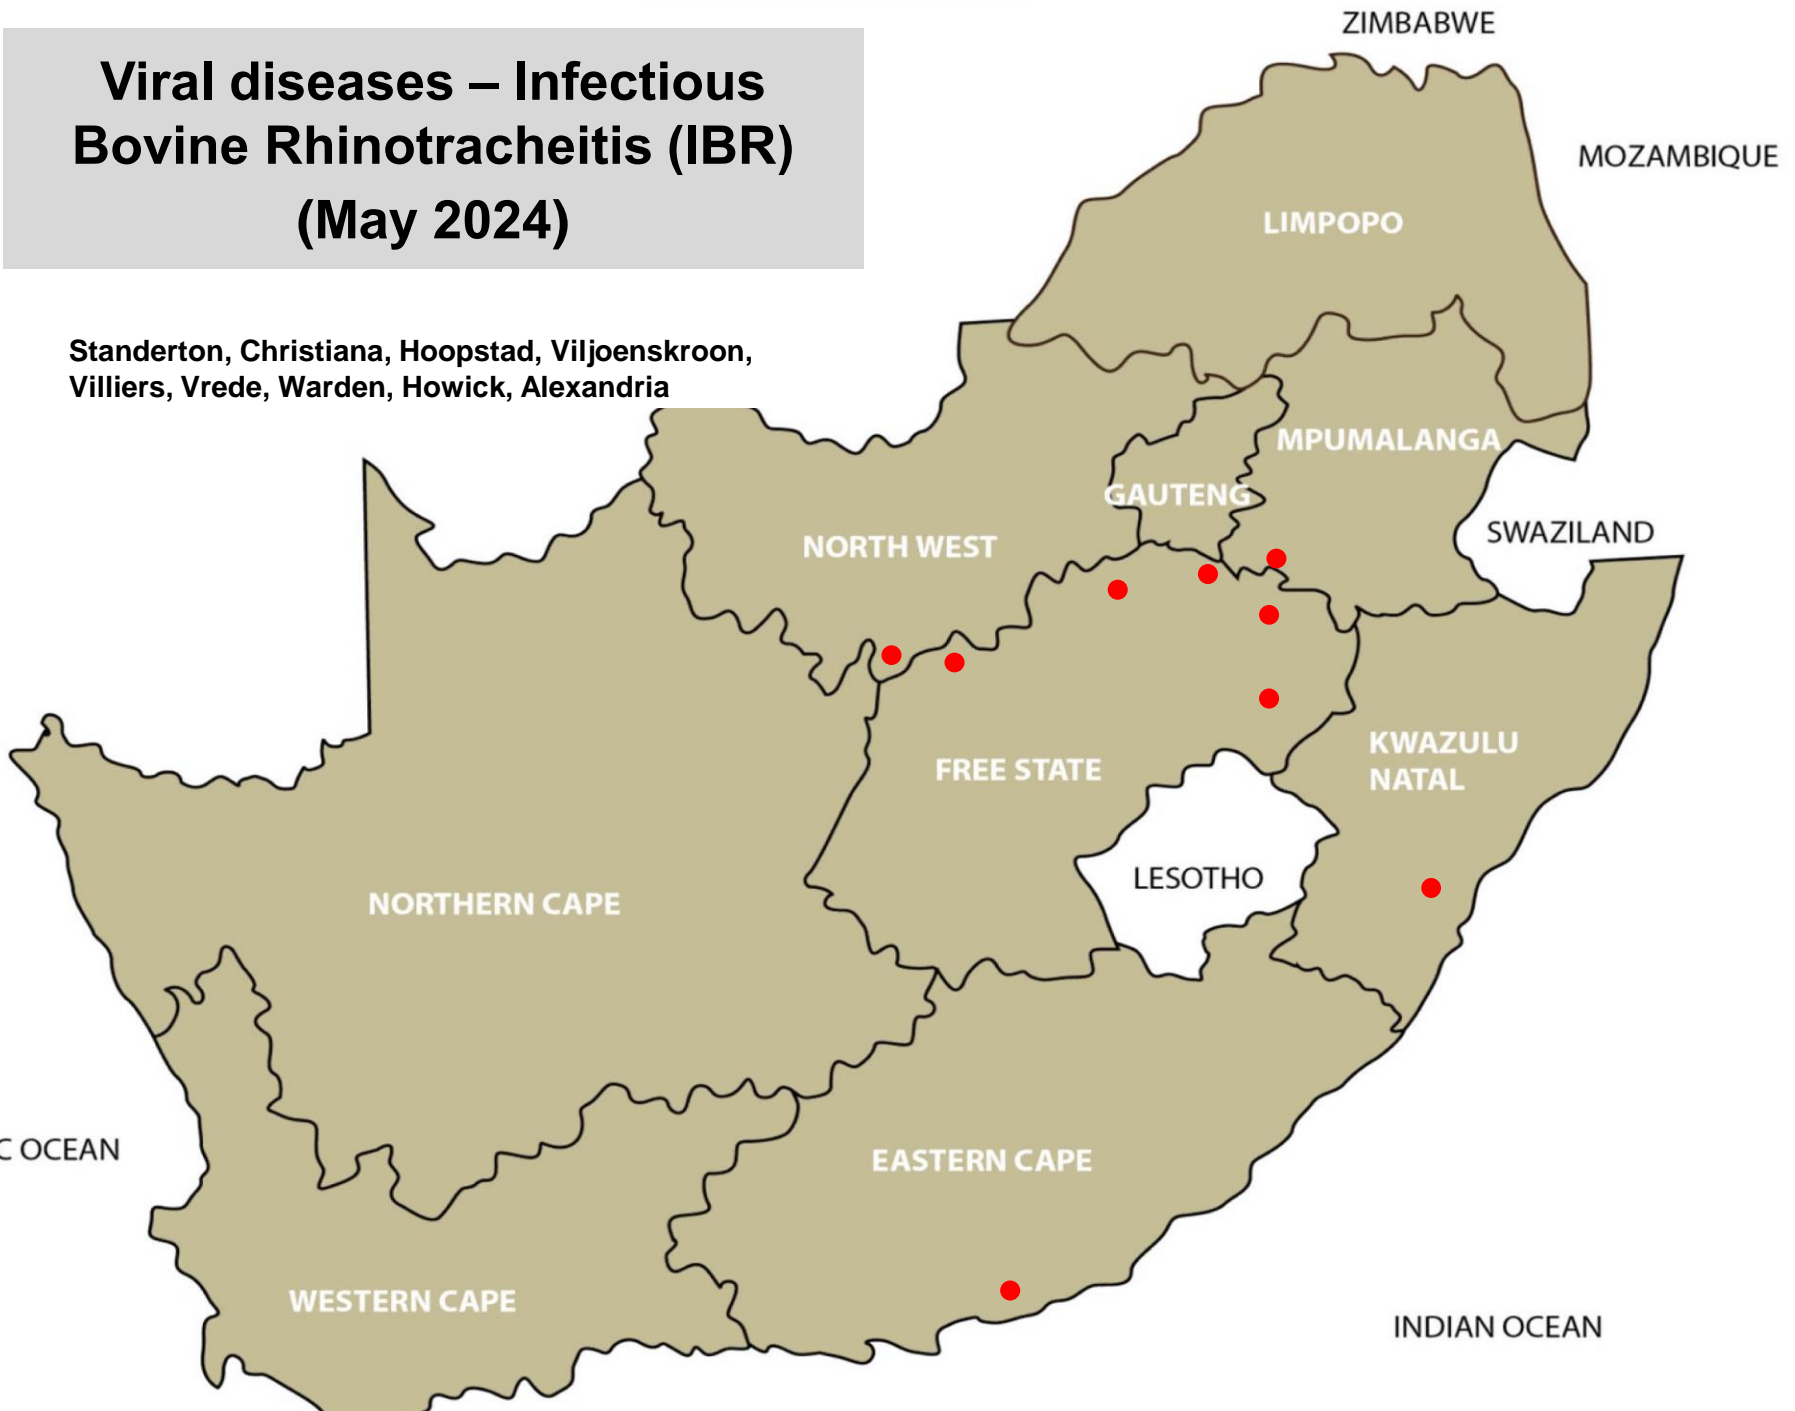 Viral diseases – Infectious
Bovine Rhinotracheitis (IBR)
(May 2024)
Standerton, Christiana, Hoopstad, Viljoenskroon,
Villiers, Vrede, Warden, Howick, Alexandria
ZIMBABWE
MOZAMBIQUE
LIMPOPO
MPUMALANGA
GAUTENG
SWAZILAND
NORTH WEST
KWAZULU
NATAL
FREE STATE
LESOTHO
NORTHERN CAPE
C OCEAN
EASTERN CAPE
WESTERN CAPE
INDIAN OCEAN